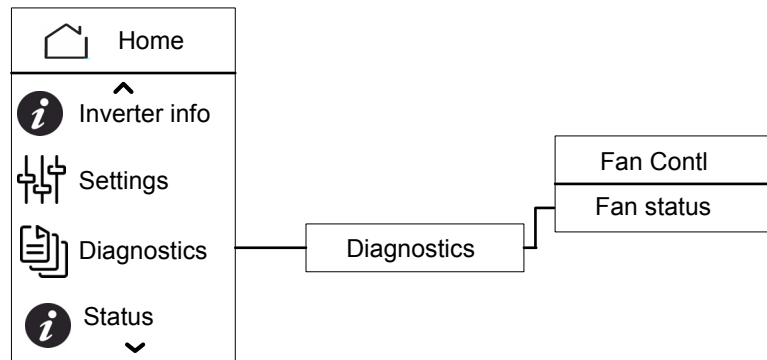 Home
Inverter info
Settings
Diagnostics
Status
Diagnostics
Fan Contl
Fan status